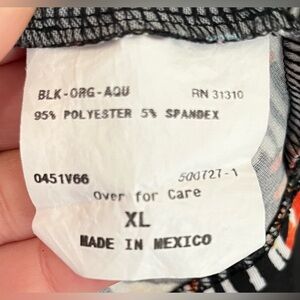 BLK-ORG-AQU RN 31310
95% POLYESTER 5% SPANDEX
0451V66 500727-1
Over for Care
XL
MADE IN MEXICO